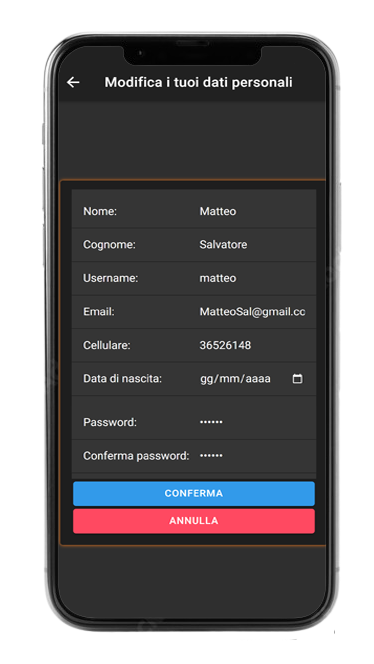 Modifica i tuoi dati personali
Nome: Matteo
Cognome: Salvatore
Username: matteo
Email: MatteoSal@gmail.cc
Cellulare: 36526148
Data di nascita: gg/mm/aaaa
Password: ••••••
Conferma password: ••••••
CONFERMA
ANNULLA